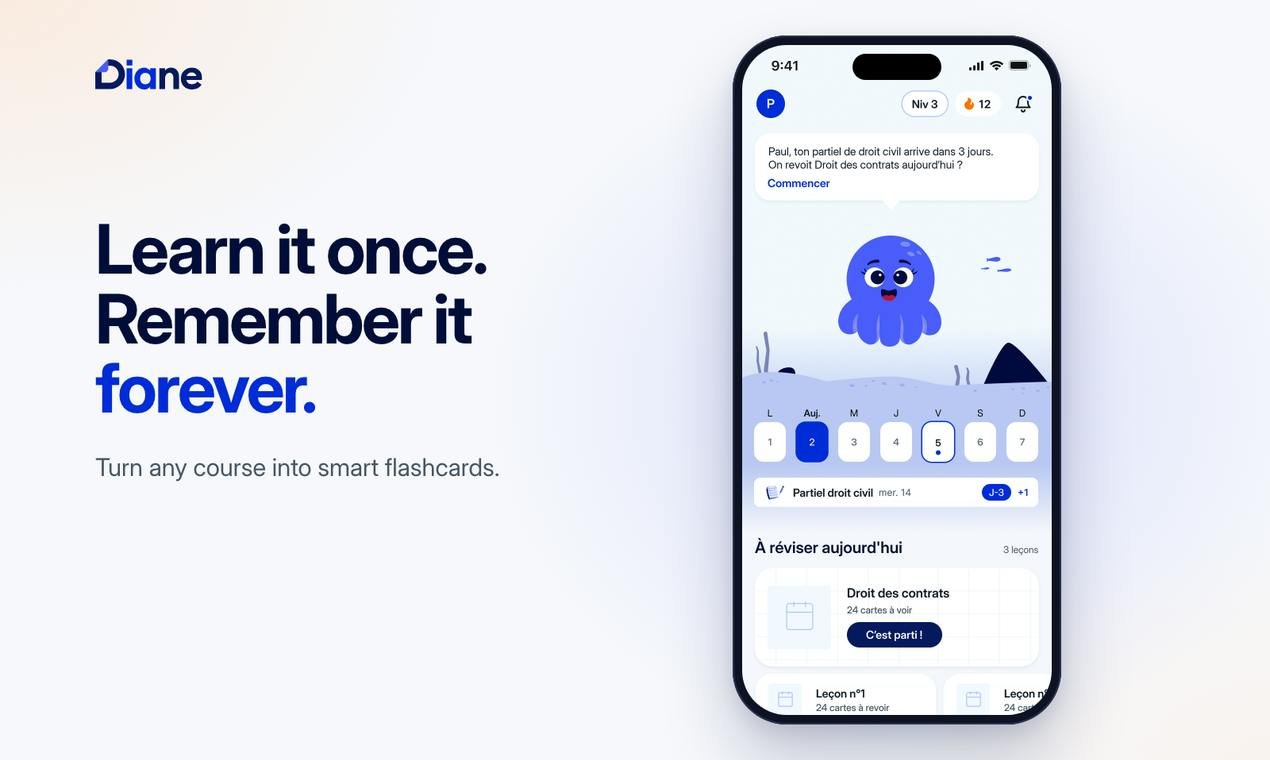 Diane
Learn it once.
Remember it
forever.
Turn any course into smart flashcards.
9:41
P
Niv 3
12
Paul, ton partiel de droit civil arrive dans 3 jours.
On revoit Droit des contrats aujourd'hui ?
Commencer
L Auj. M J V S D
1 2 3 4 5 6 7
Partiel droit civil mer. 14 J-3 +1
À réviser aujourd'hui 3 leçons
Droit des contrats
24 cartes à voir
C'est parti !
Leçon n°1
24 cartes à revoir
Leçon
24